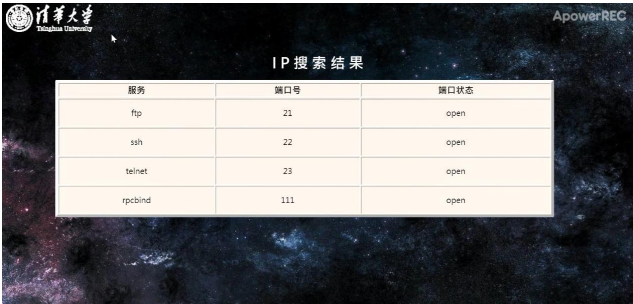 清华大学
Tsinghua University
ApowerREC
IP搜索结果
服务 端口号 端口状态
ftp 21 open
ssh 22 open
telnet 23 open
rpcbind 111 open